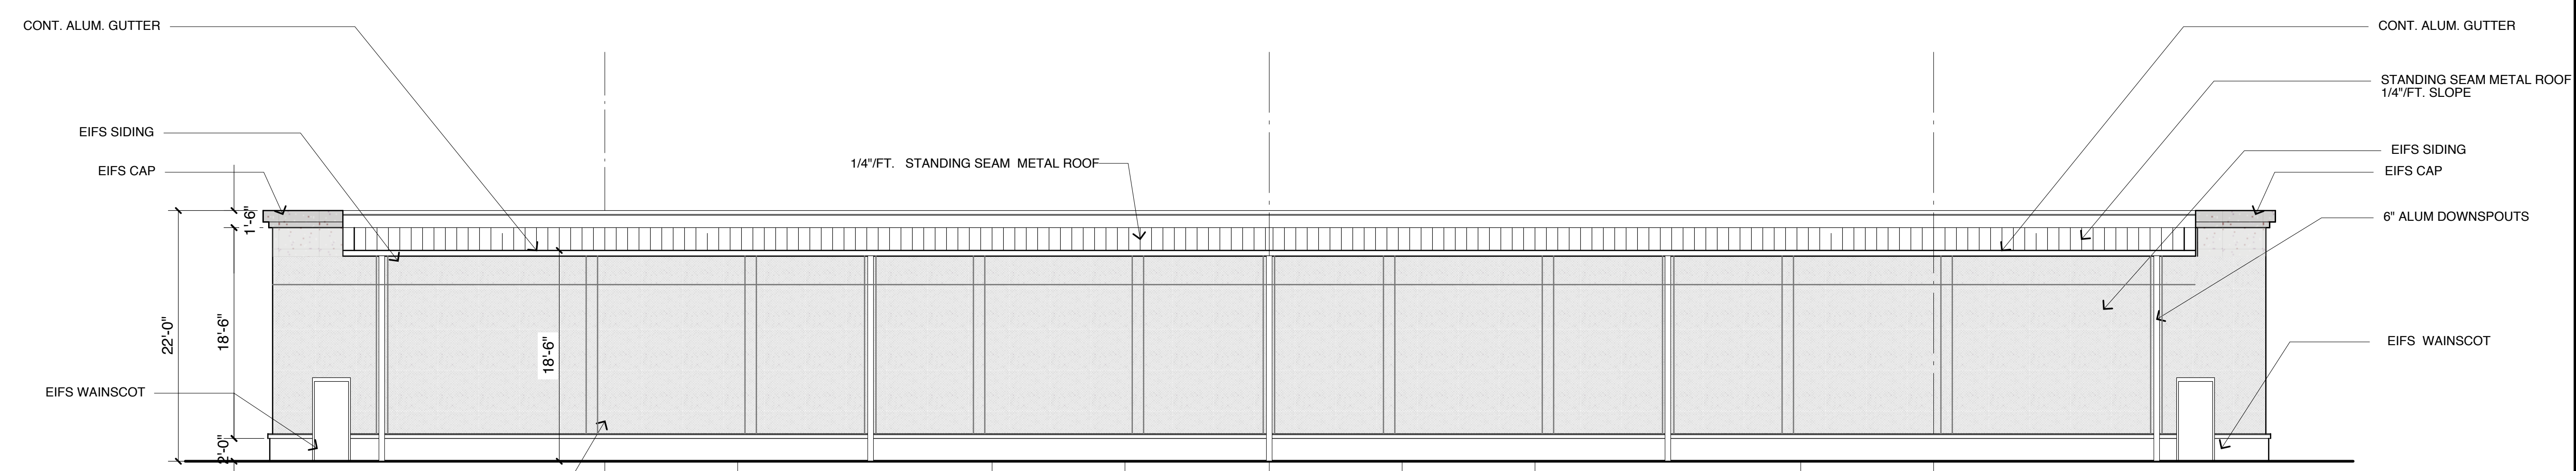 CONT. ALUM. GUTTER
CONT. ALUM. GUTTER
STANDING SEAM METAL ROOF
1/4"/FT. SLOPE
EIFS SIDING
EIFS SIDING
1/4"/FT. STANDING SEAM METAL ROOF
EIFS CAP
EIFS CAP
1'-6"
6" ALUM DOWNSPOUTS
22'-0"
18'-6"
18'-6"
EIFS WAINSCOT
EIFS WAINSCOT
2'-0"